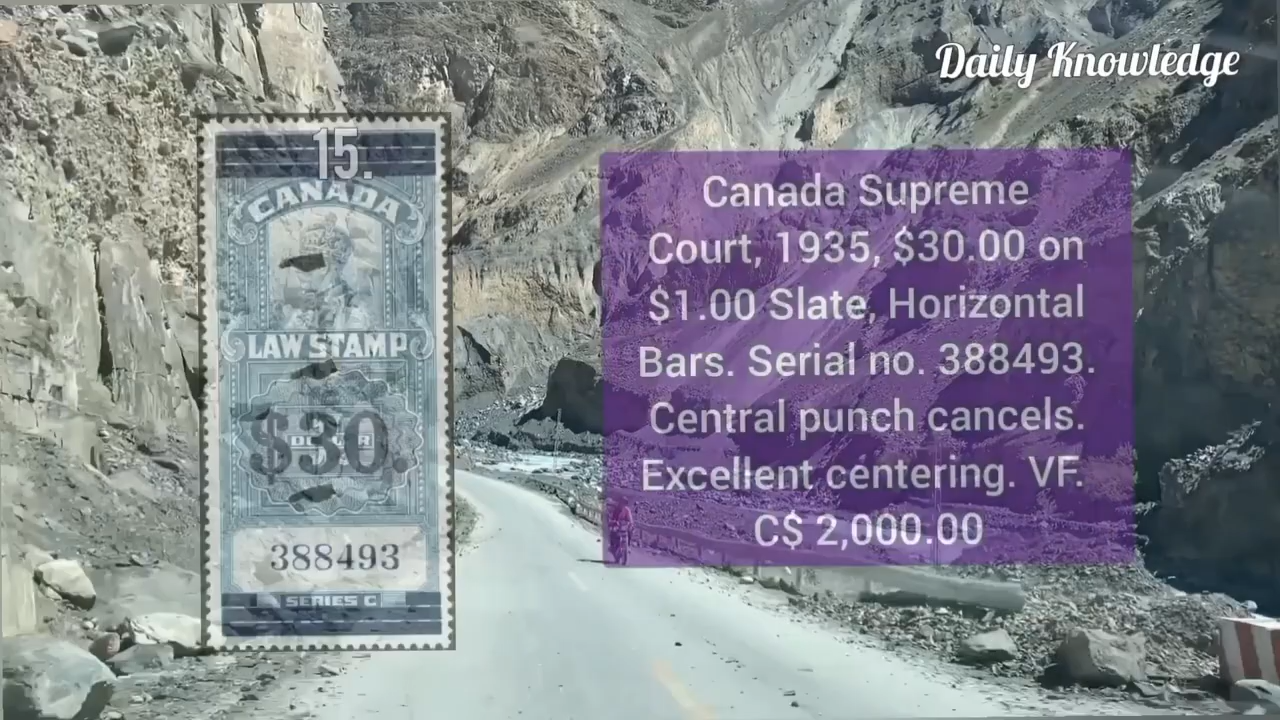 Daily Knowledge
15.
CANADA
LAW STAMP
$30.
388493
SERIES C
Canada Supreme
Court, 1935, $30.00 on
$1.00 Slate, Horizontal
Bars. Serial no. 388493.
Central punch cancels.
Excellent centering. VF.
C$ 2,000.00